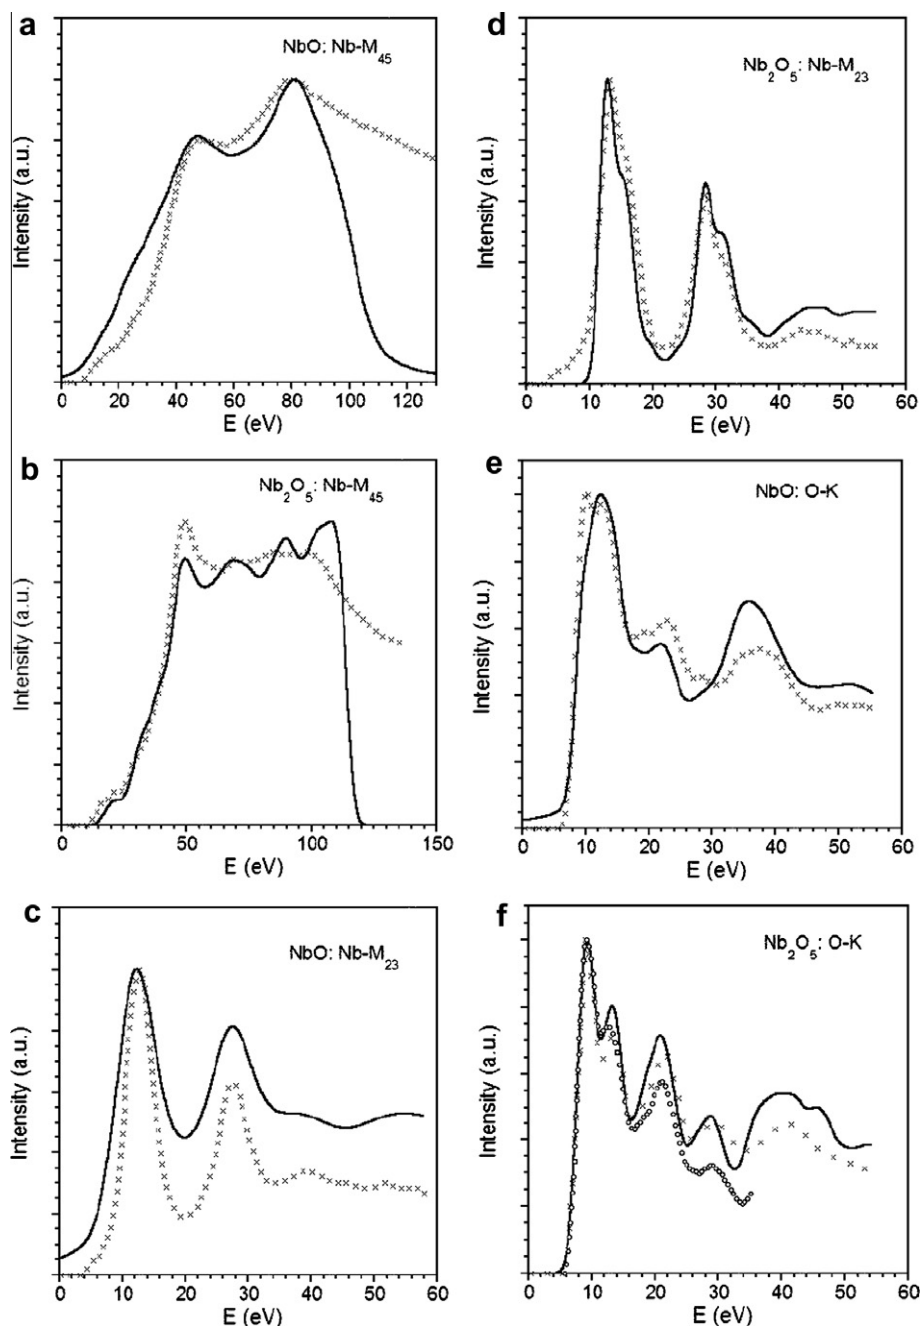 a
NbO: Nb-M45
Intensity (a.u.)
0 20 40 60 80 100 120
E (eV)
b
Nb2O5: Nb-M45
Intensity (a.u.)
0 50 100 150
E (eV)
c
NbO: Nb-M23
Intensity (a.u.)
0 10 20 30 40 50 60
E (eV)
d
Nb2O5: Nb-M23
Intensity (a.u.)
0 10 20 30 40 50 60
E (eV)
e
NbO: O-K
Intensity (a.u.)
0 10 20 30 40 50 60
E (eV)
f
Nb2O5: O-K
Intensity (a.u.)
0 10 20 30 40 50 60
E (eV)